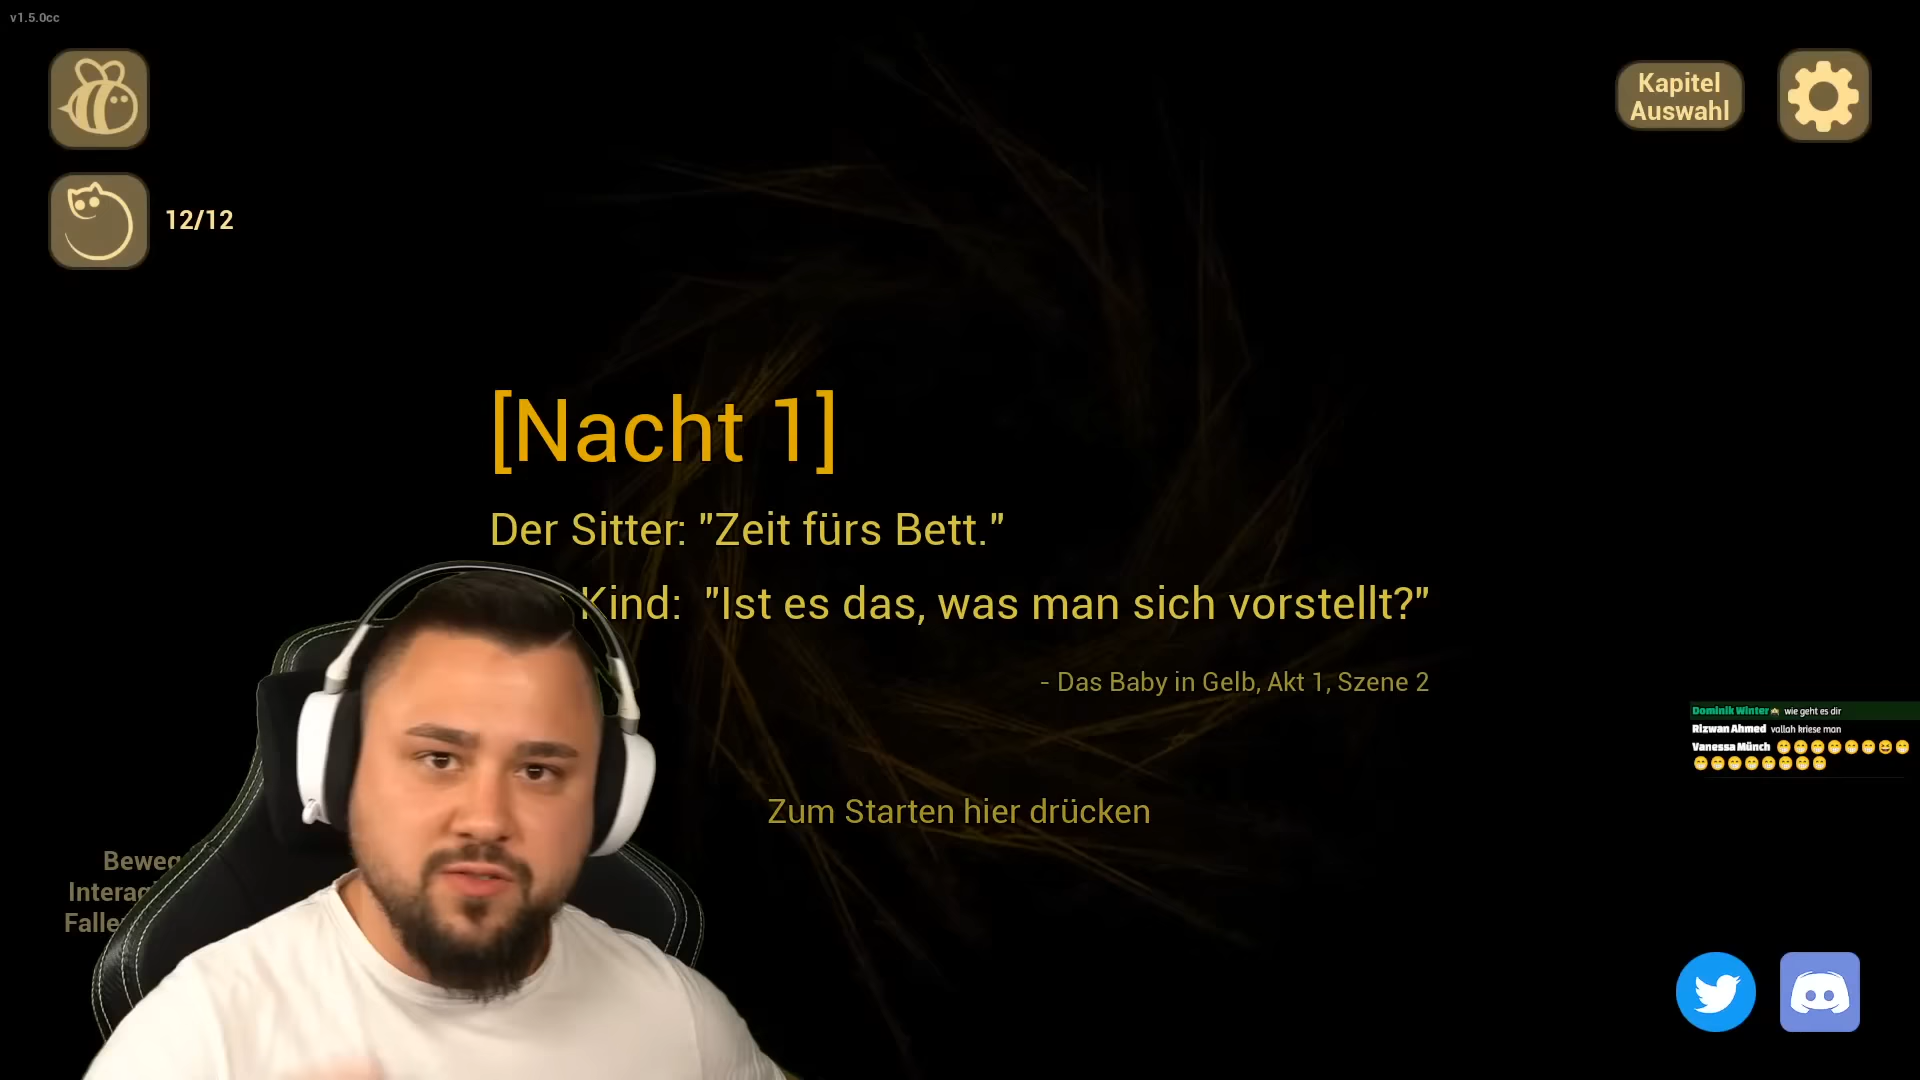 v1.5.0cc
Kapitel
Auswahl
12/12
[Nacht 1]
Der Sitter: "Zeit fürs Bett."
Kind: "Ist es das, was man sich vorstellt?"
- Das Baby in Gelb, Akt 1, Szene 2
Dominik Winter wie geht es dir
Rizwan Ahmed vallah kriese man
Vanessa Münch 😁😁😁😁😁😁😆😁
😁😁😁😁😁😁😁😁
Zum Starten hier drücken